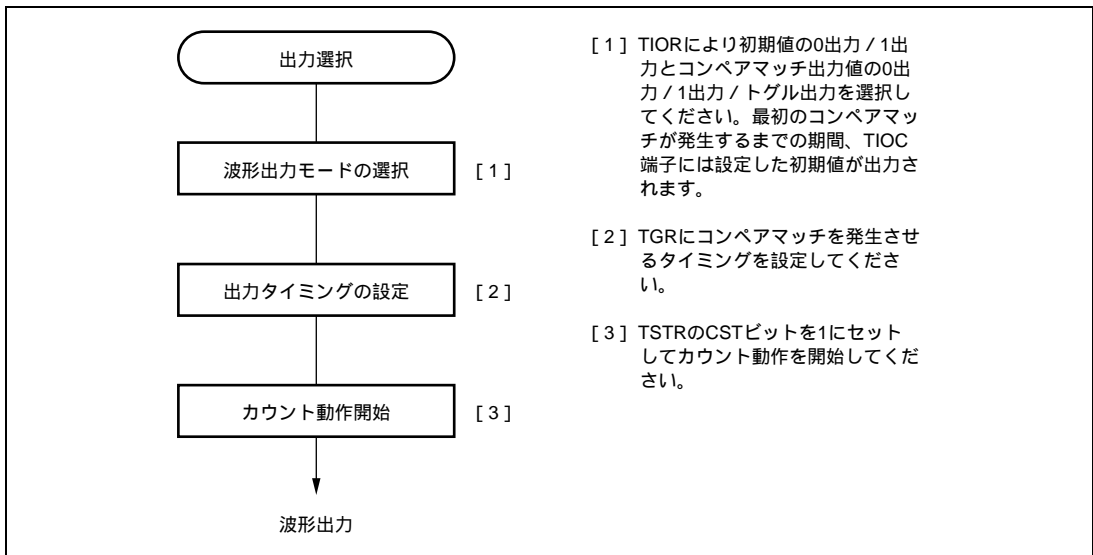 出力選択
波形出力モードの選択 [1]
出力タイミングの設定 [2]
カウント動作開始 [3]
波形出力
[1] TIORにより初期値の0出力/1出
力とコンペアマッチ出力値の0出
力/1出力/トグル出力を選択し
てください。最初のコンペアマッ
チが発生するまでの期間、TIOC
端子には設定した初期値が出力さ
れます。
[2] TGRにコンペアマッチを発生させ
るタイミングを設定してくださ
い。
[3] TSTRのCSTビットを1にセット
してカウント動作を開始してくだ
さい。